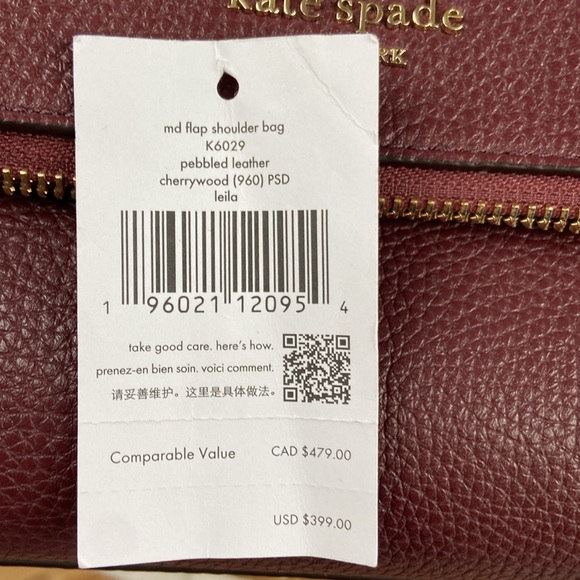 kate spade
md flap shoulder bag
K6029
pebbled leather
cherrywood (960) PSD
leila
1 96021 12095 4
take good care. here's how.
prenez-en bien soin. voici comment.
请妥善维护。这里是具体做法。
Comparable Value CAD $479.00
USD $399.00